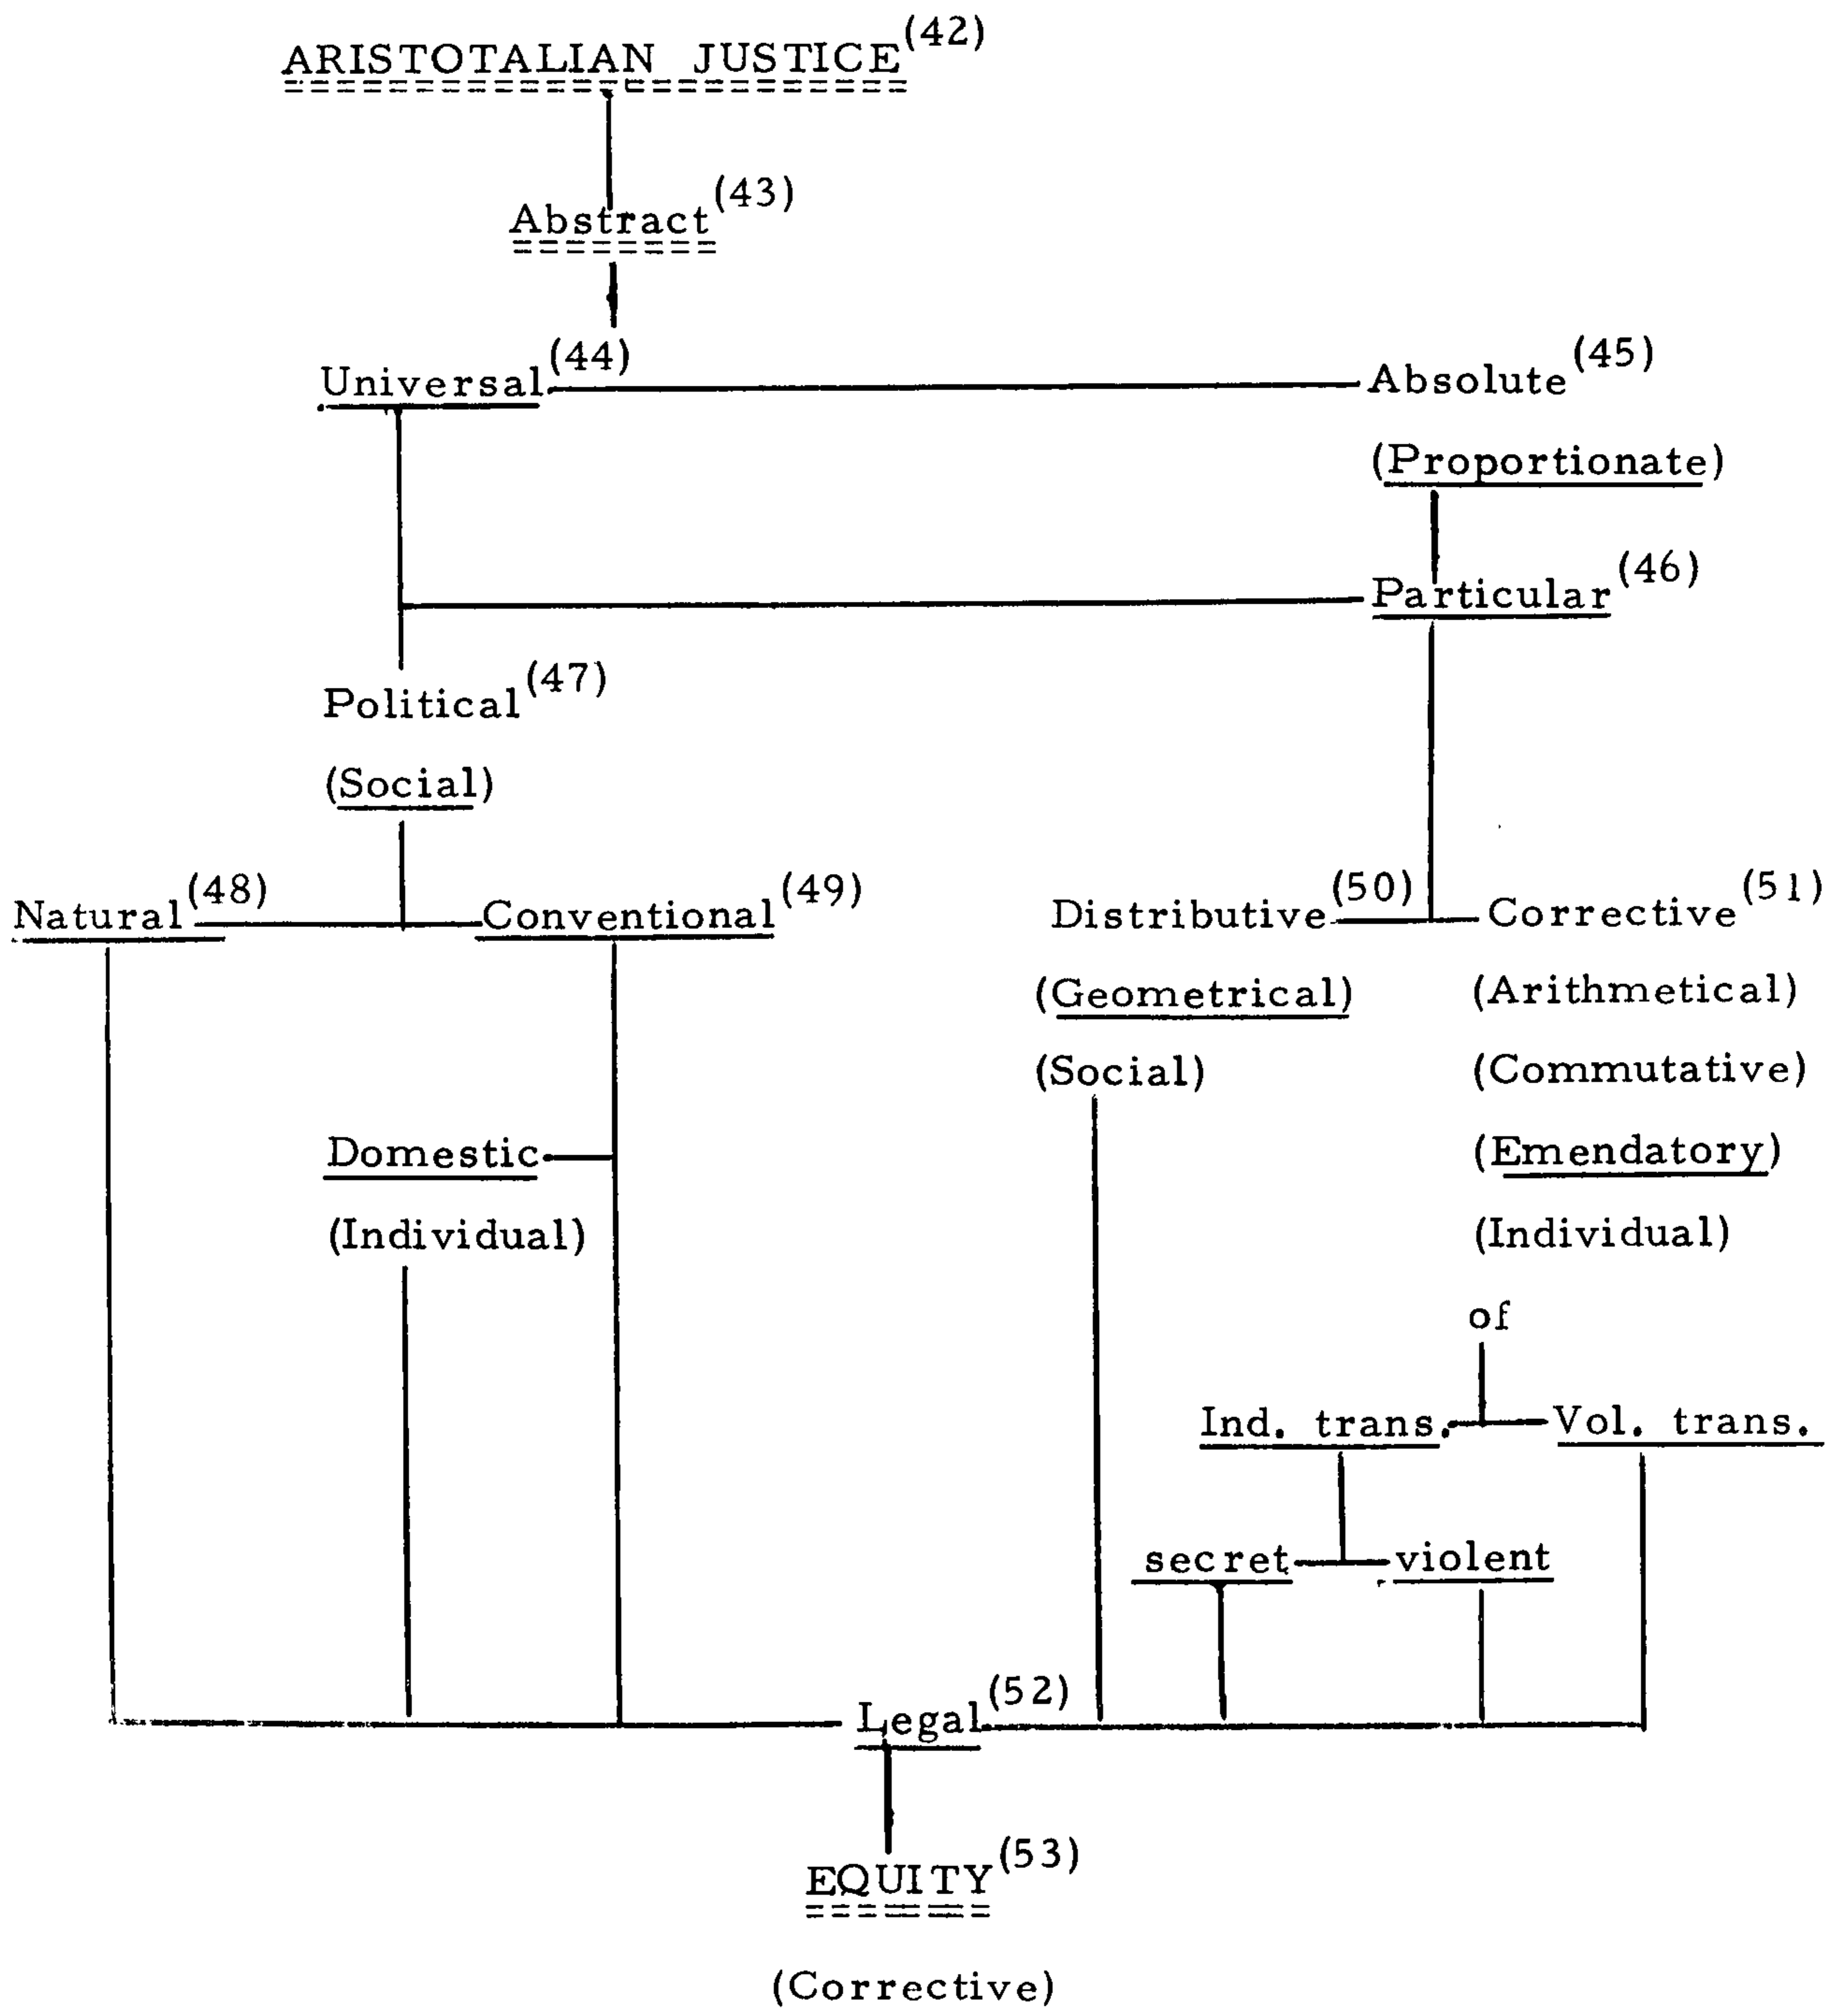 ARISTOTALIAN JUSTICE(42)
Abstract(43)
Universal(44) Absolute(45)
(Proportionate)
Particular(46)
Political(47)
(Social)
Natural(48) Conventional(49) Distributive(50) Corrective(51)
(Geometrical) (Arithmetical)
(Social) (Commutative)
Domestic (Emendatory)
(Individual) (Individual)
of
Ind. trans. Vol. trans.
secret violent
Legal(52)
EQUITY(53)
(Corrective)